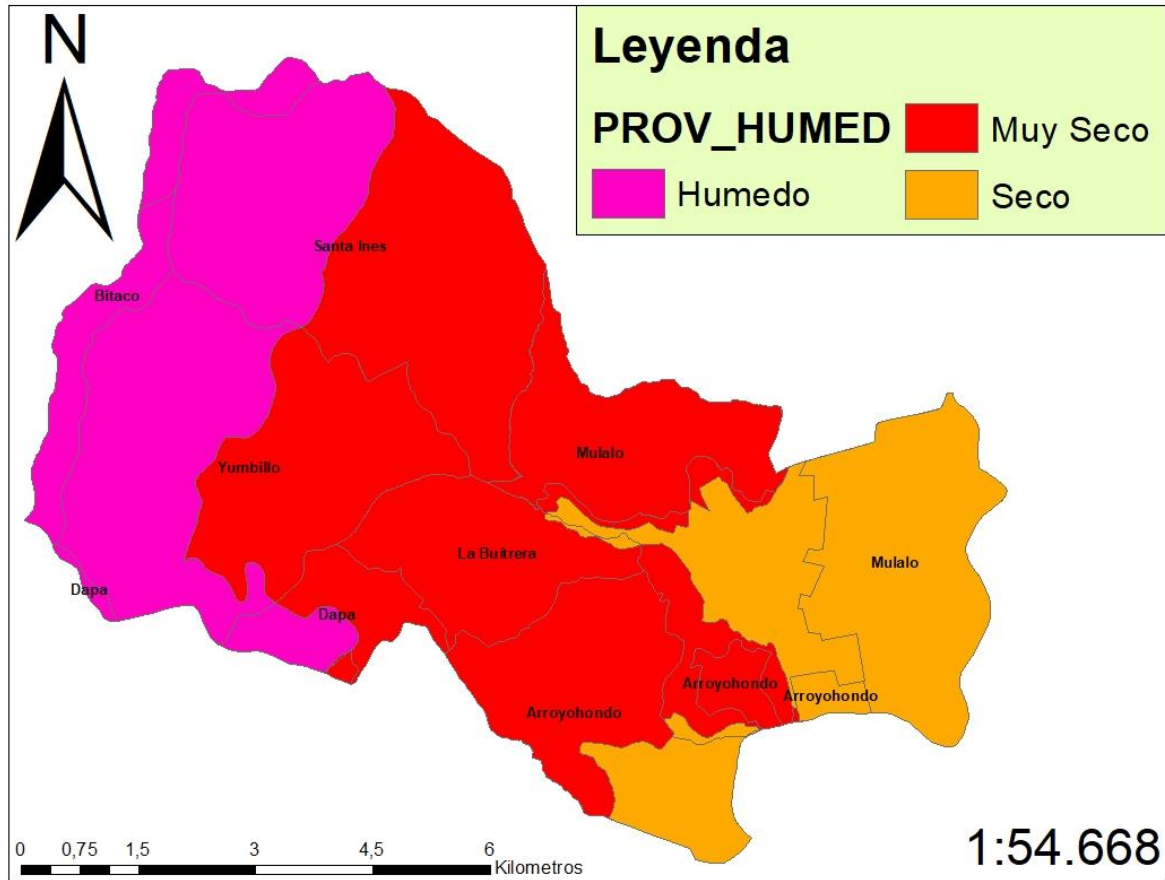 N
Leyenda
PROV_HUMED
Muy Seco
Humedo
Seco
Santa Ines
Bitaco
Mulalo
Yumbillo
La Buitrera
Mulalo
Dapa
Dapa
Arroyohondo
Arroyohondo
Arroyohondo
0 0,75 1,5 3 4,5 6
Kilometros
1:54.668